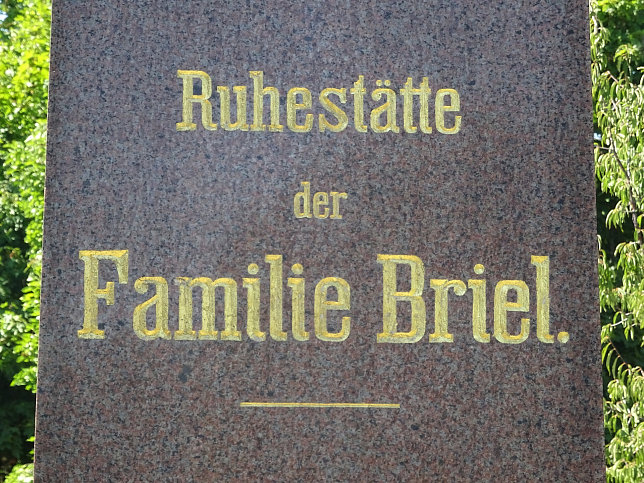 Ruhestätte
der
Familie Briel.